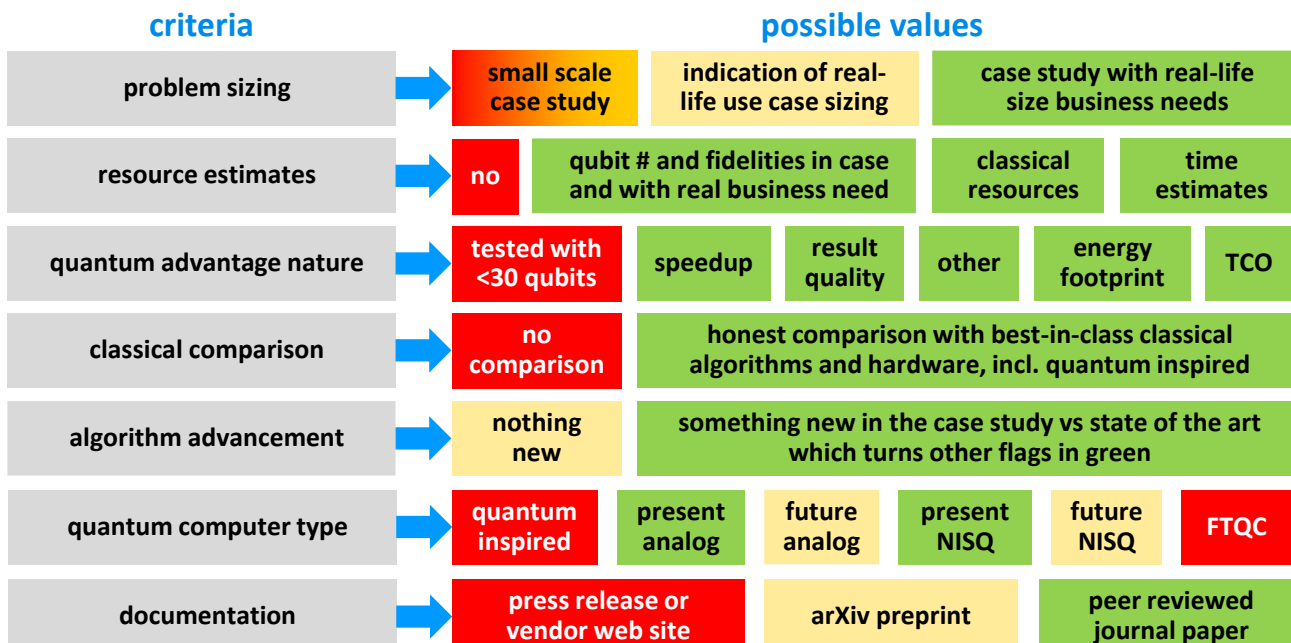 criteria
possible values
problem sizing
small scale
case study
indication of real-
life use case sizing
case study with real-life
size business needs
resource estimates
no
qubit # and fidelities in case
and with real business need
classical
resources
time
estimates
quantum advantage nature
tested with
<30 qubits
speedup
result
quality
other
energy
footprint
TCO
classical comparison
no
comparison
honest comparison with best-in-class classical
algorithms and hardware, incl. quantum inspired
algorithm advancement
nothing
new
something new in the case study vs state of the art
which turns other flags in green
quantum computer type
quantum
inspired
present
analog
future
analog
present
NISQ
future
NISQ
FTQC
documentation
press release or
vendor web site
arXiv preprint
peer reviewed
journal paper